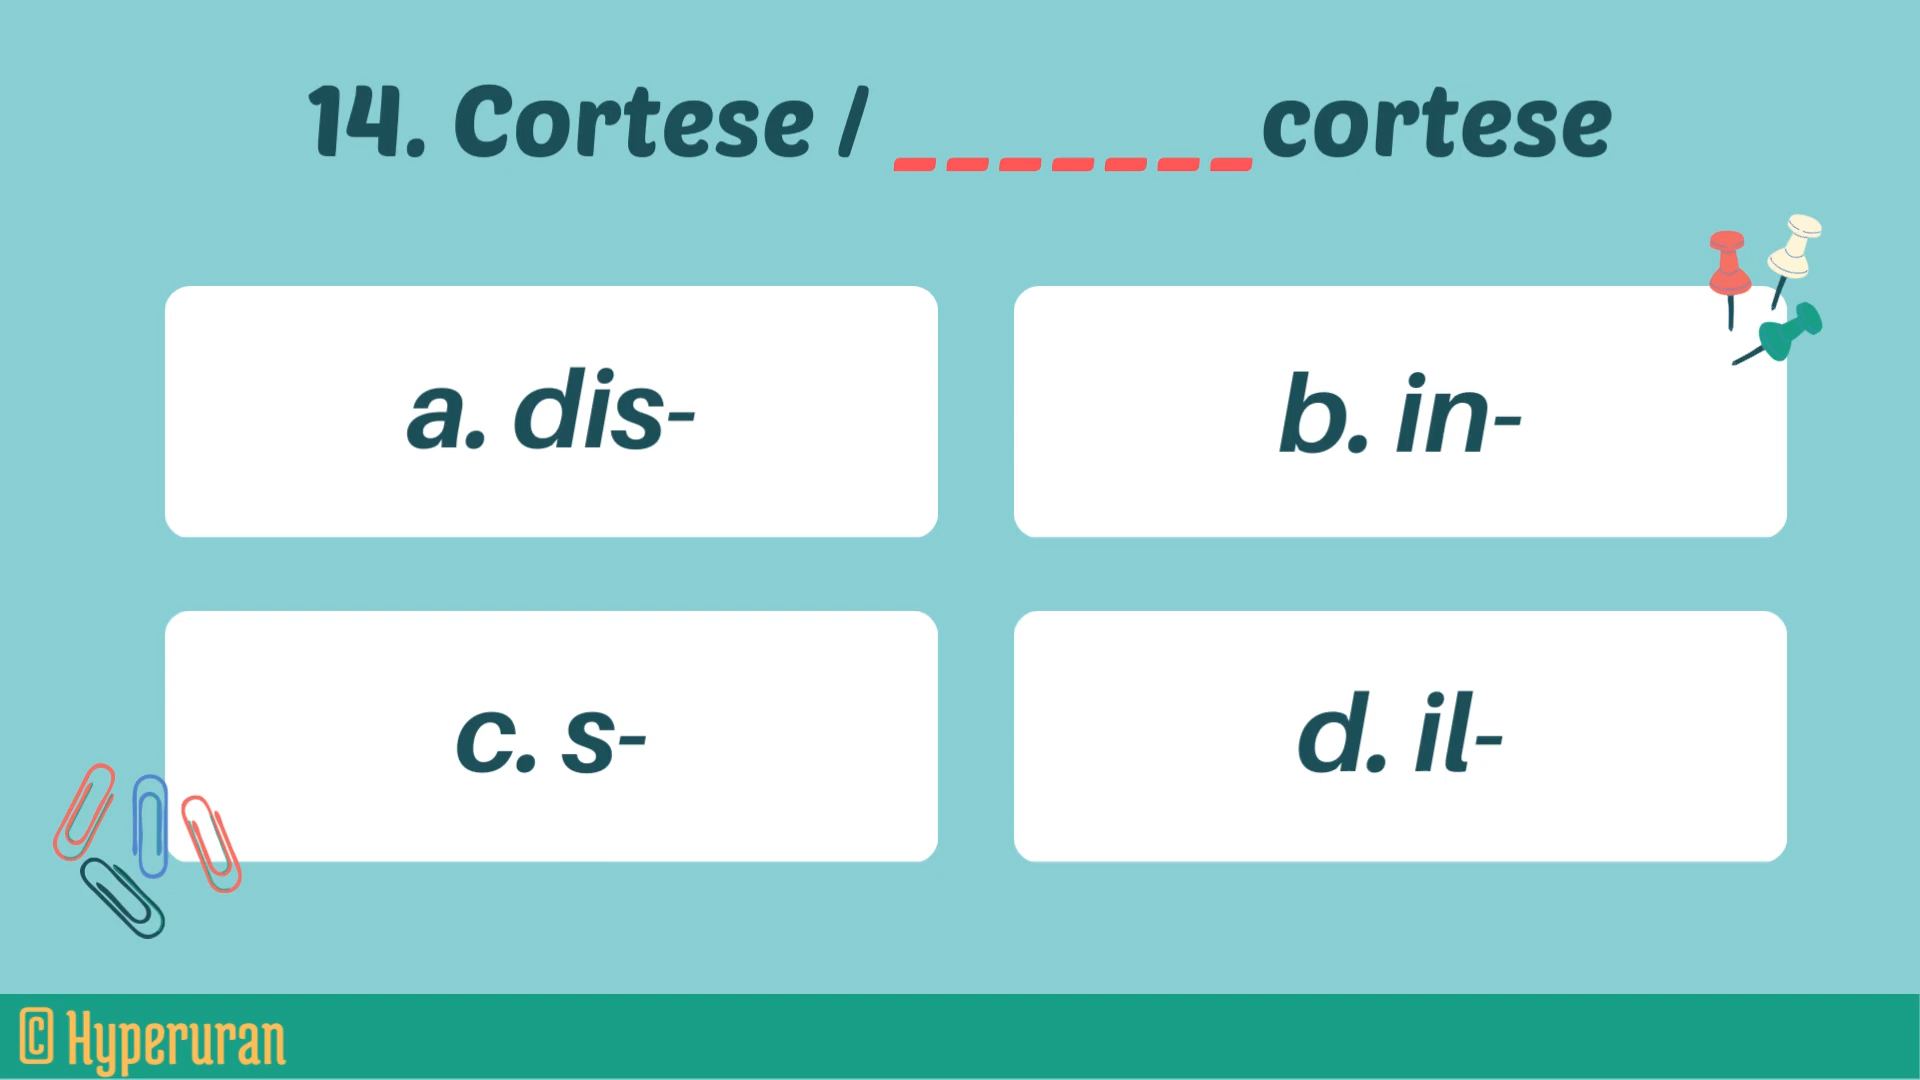 14. Cortese / _______cortese
a. dis-
b. in-
c. s-
d. il-
© Hyperuran